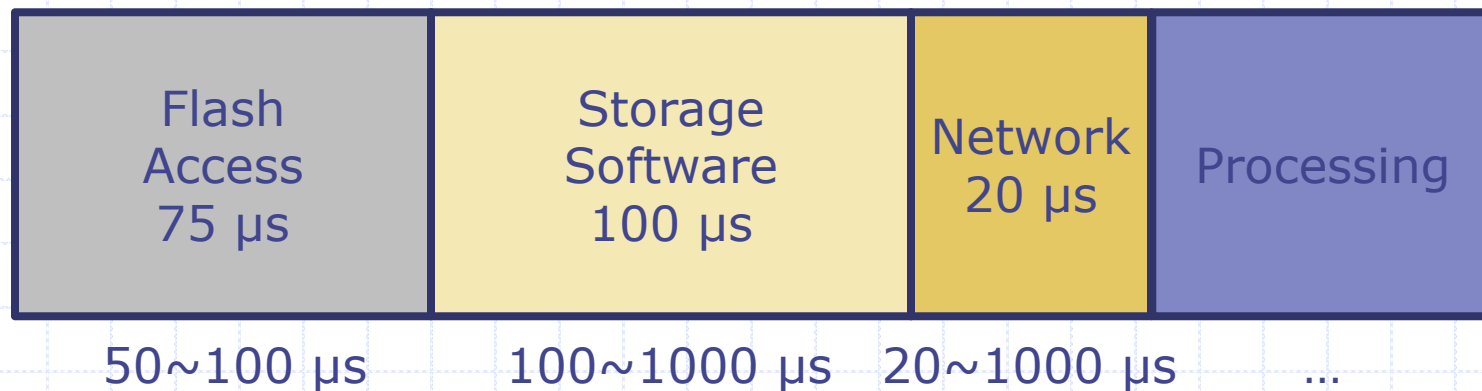 Flash
Access
75 μs
Storage
Software
100 μs
Network
20 μs
Processing
50~100 μs
100~1000 μs
20~1000 μs
…